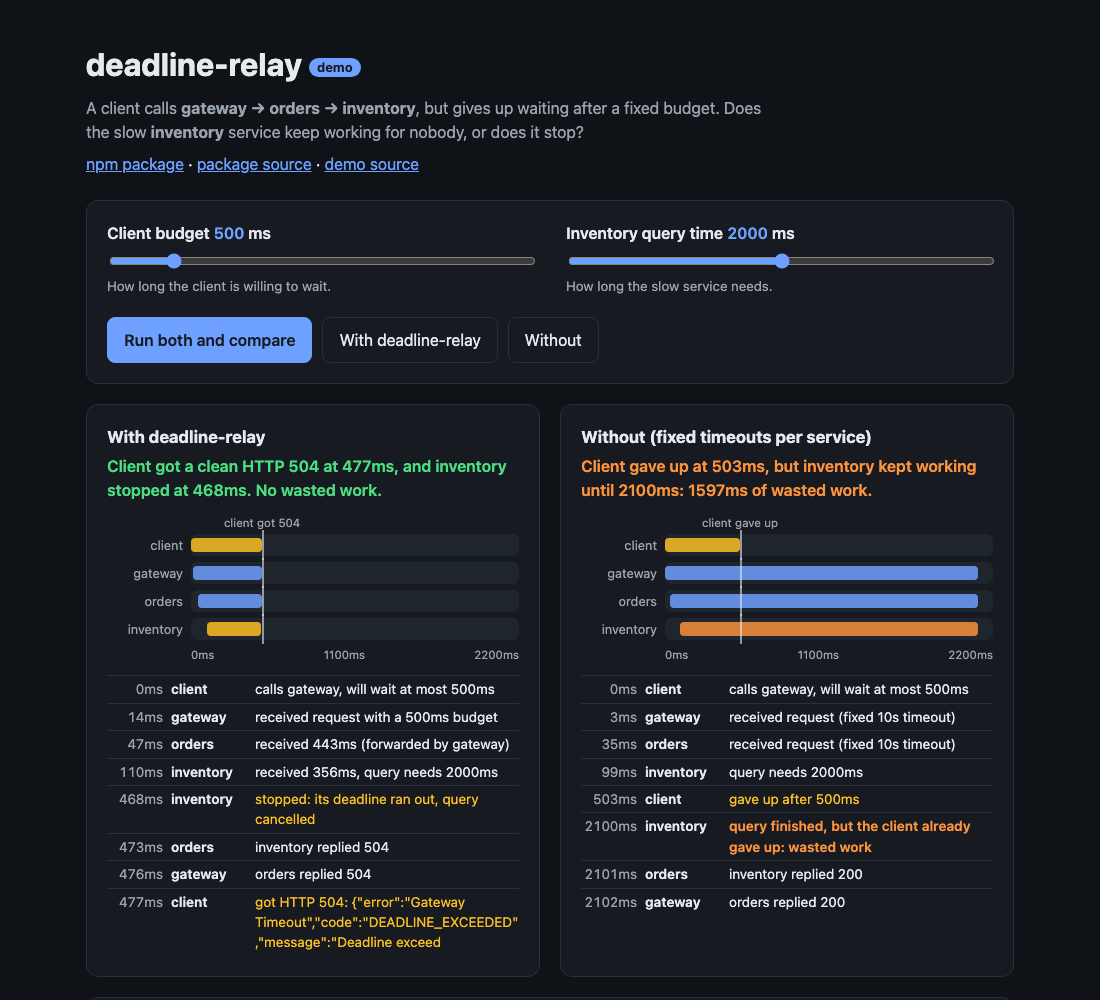 deadline-relay demo
A client calls gateway → orders → inventory, but gives up waiting after a fixed budget. Does
the slow inventory service keep working for nobody, or does it stop?
npm package · package source · demo source
Client budget 500 ms
How long the client is willing to wait.
Inventory query time 2000 ms
How long the slow service needs.
Run both and compare
With deadline-relay
Without
With deadline-relay
Client got a clean HTTP 504 at 477ms, and inventory
stopped at 468ms. No wasted work.
client got 504
client
gateway
orders
inventory
0ms 1100ms 2200ms
0ms client calls gateway, will wait at most 500ms
14ms gateway received request with a 500ms budget
47ms orders received 443ms (forwarded by gateway)
110ms inventory received 356ms, query needs 2000ms
468ms inventory stopped: its deadline ran out, query
cancelled
473ms orders inventory replied 504
476ms gateway orders replied 504
477ms client got HTTP 504: {"error":"Gateway
Timeout","code":"DEADLINE_EXCEEDED"
,"message":"Deadline exceed
Without (fixed timeouts per service)
Client gave up at 503ms, but inventory kept working
until 2100ms: 1597ms of wasted work.
client gave up
client
gateway
orders
inventory
0ms 1100ms 2200ms
0ms client calls gateway, will wait at most 500ms
3ms gateway received request (fixed 10s timeout)
35ms orders received request (fixed 10s timeout)
99ms inventory query needs 2000ms
503ms client gave up after 500ms
2100ms inventory query finished, but the client already
gave up: wasted work
2101ms orders inventory replied 200
2102ms gateway orders replied 200